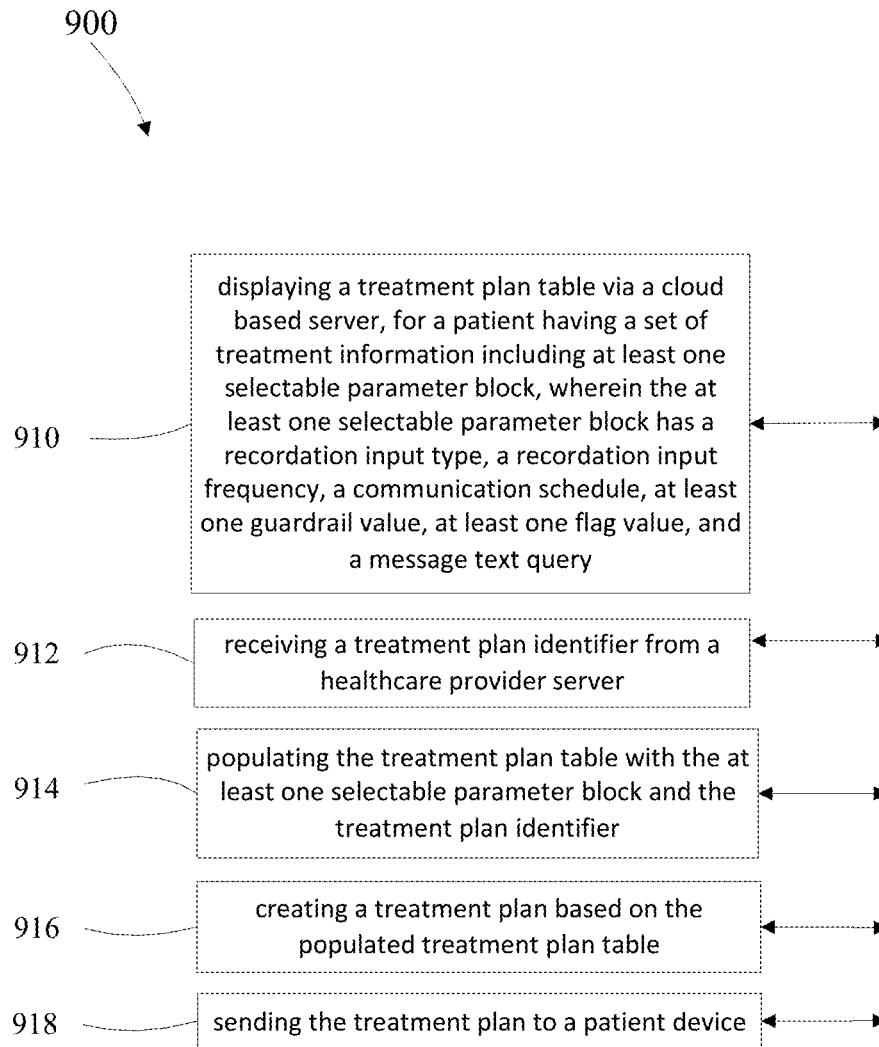 900
displaying a treatment plan table via a cloud
based server, for a patient having a set of
treatment information including at least one
selectable parameter block, wherein the at
least one selectable parameter block has a
recordation input type, a recordation input
frequency, a communication schedule, at least
one guardrail value, at least one flag value, and
a message text query
910
receiving a treatment plan identifier from a
healthcare provider server
912
populating the treatment plan table with the at
least one selectable parameter block and the
treatment plan identifier
914
creating a treatment plan based on the
populated treatment plan table
916
sending the treatment plan to a patient device
918